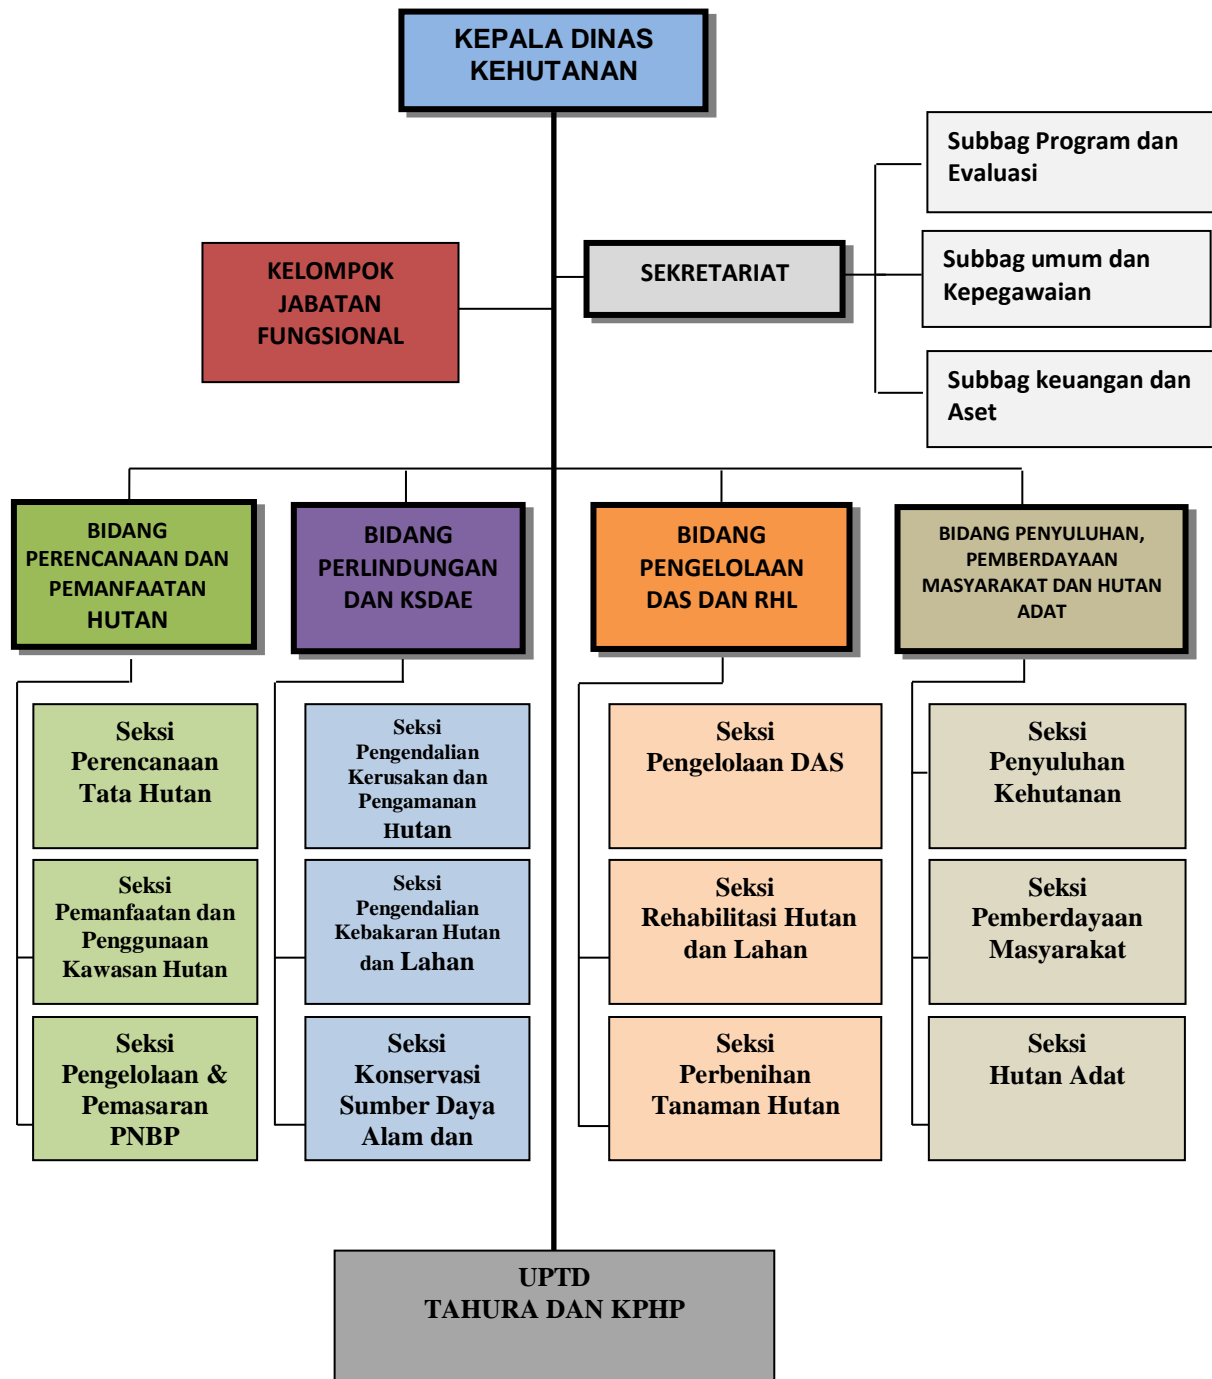 KEPALA DINAS
KEHUTANAN
Subbag Program dan
Evaluasi
KELOMPOK
JABATAN
FUNGSIONAL
SEKRETARIAT
Subbag umum dan
Kepegawaian
Subbag keuangan dan
Aset
BIDANG
PERENCANAAN DAN
PEMANFAATAN
HUTAN
BIDANG
PERLINDUNGAN
DAN KSDAE
BIDANG
PENGELOLAAN
DAS DAN RHL
BIDANG PENYULUHAN,
PEMBERDAYAAN
MASYARAKAT DAN HUTAN
ADAT
Seksi
Perencanaan
Tata Hutan
Seksi
Pengendalian
Kerusakan dan
Pengamanan
Hutan
Seksi
Pengelolaan DAS
Seksi
Penyuluhan
Kehutanan
Seksi
Pemanfaatan dan
Penggunaan
Kawasan Hutan
Seksi
Pengendalian
Kebakaran Hutan
dan Lahan
Seksi
Rehabilitasi Hutan
dan Lahan
Seksi
Pemberdayaan
Masyarakat
Seksi
Pengelolaan &
Pemasaran
PNBP
Seksi
Konservasi
Sumber Daya
Alam dan
Seksi
Perbenihan
Tanaman Hutan
Seksi
Hutan Adat
UPTD
TAHURA DAN KPHP